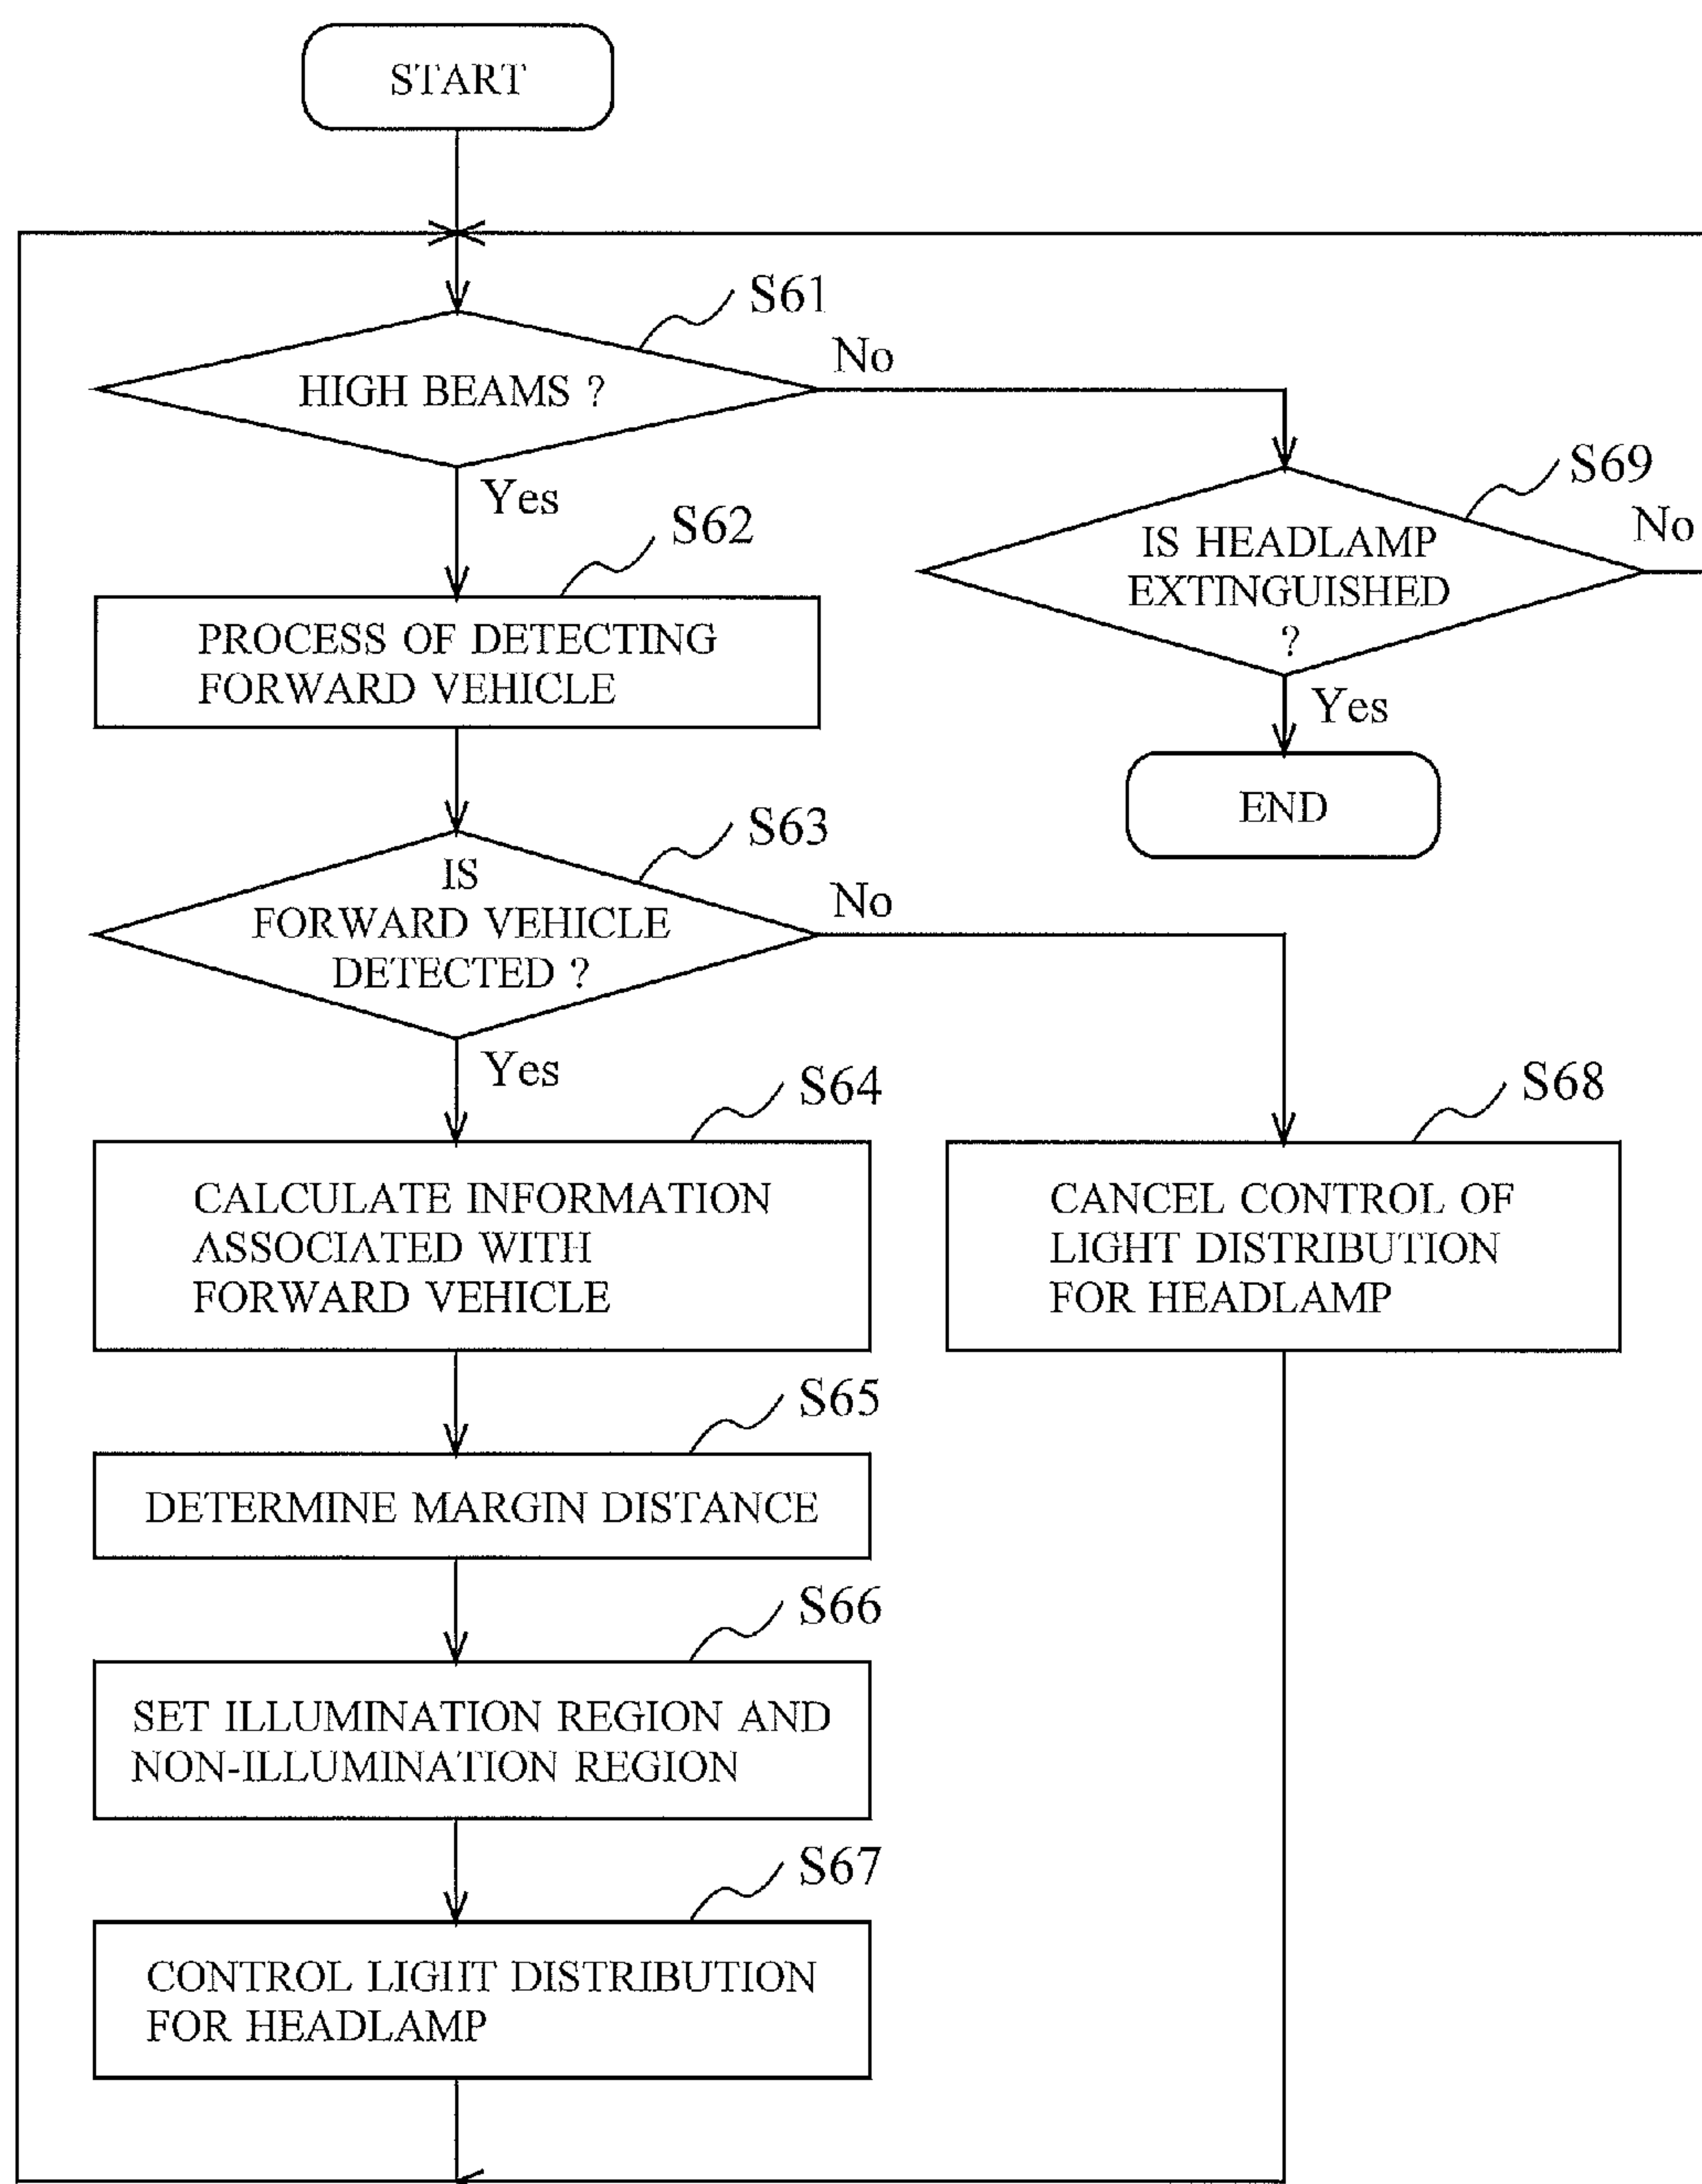 START
S61
HIGH BEAMS ?
No
Yes
S69
IS HEADLAMP
EXTINGUISHED
?
No
Yes
END
S62
PROCESS OF DETECTING
FORWARD VEHICLE
S63
IS
FORWARD VEHICLE
DETECTED ?
No
Yes
S64
CALCULATE INFORMATION
ASSOCIATED WITH
FORWARD VEHICLE
S68
CANCEL CONTROL OF
LIGHT DISTRIBUTION
FOR HEADLAMP
S65
DETERMINE MARGIN DISTANCE
S66
SET ILLUMINATION REGION AND
NON-ILLUMINATION REGION
S67
CONTROL LIGHT DISTRIBUTION
FOR HEADLAMP